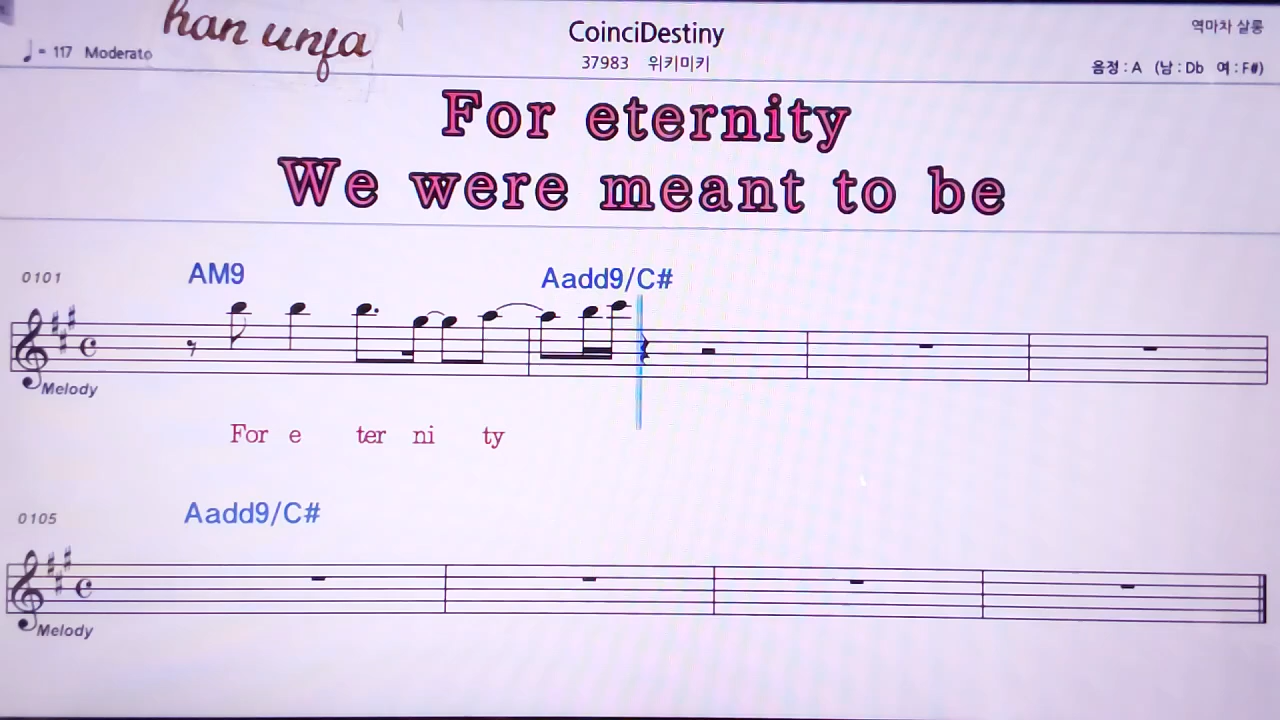 han unja
CoinciDestiny
역마차 살롱
♩= 117 Moderato
37983 위키미키
음정 : A (남 : Db 여 : F#)
For eternity
We were meant to be
0101
AM9
Aadd9/C#
Melody
For e ter ni ty
0105
Aadd9/C#
Melody